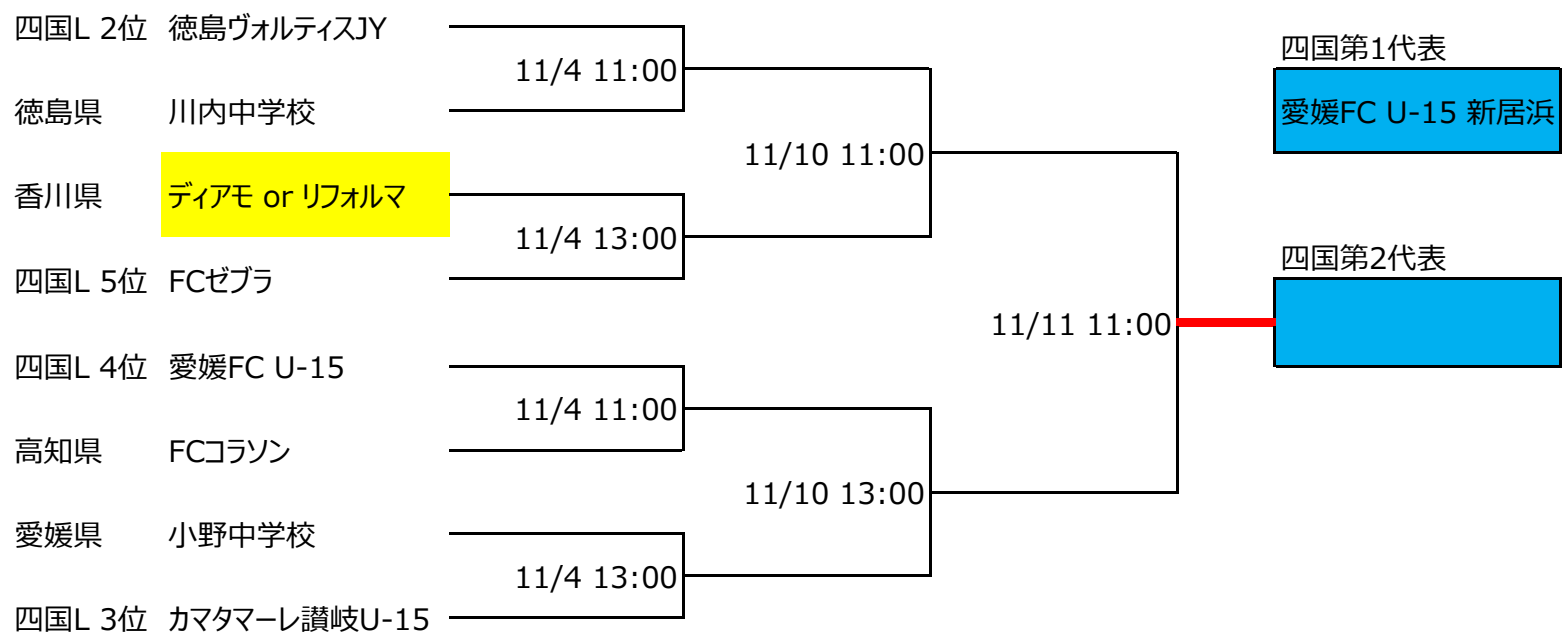 四国L 2位 徳島ヴォルティスJY
11/4 11:00
徳島県 川内中学校
11/10 11:00
香川県 ディアモ or リフォルマ
11/4 13:00
四国L 5位 FCゼブラ
11/11 11:00
四国L 4位 愛媛FC U-15
11/4 11:00
高知県 FCコラソン
11/10 13:00
愛媛県 小野中学校
11/4 13:00
四国L 3位 カマタマーレ讃岐U-15
四国第1代表
愛媛FC U-15 新居浜
四国第2代表